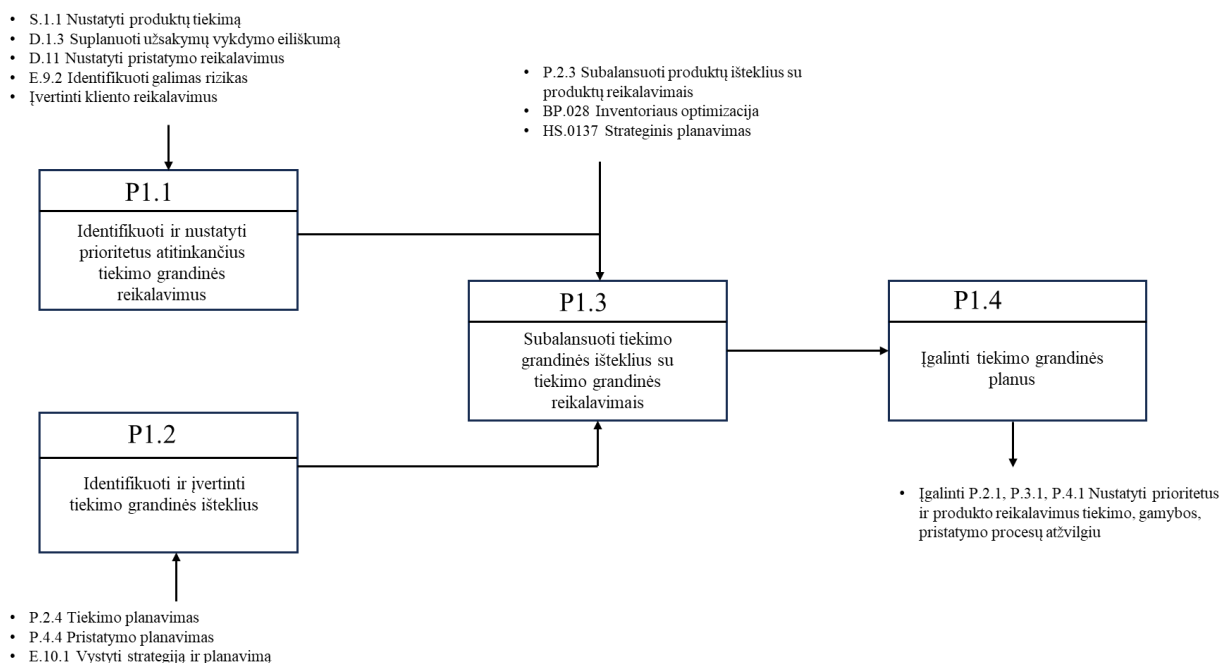 • S.1.1 Nustatyti produktų tiekimą
• D.1.3 Suplanuoti užsakymų vykdymo eiliškumą
• D.11 Nustatyti pristatymo reikalavimus
• E.9.2 Identifikuoti galimas rizikas
• Įvertinti kliento reikalavimus
• P.2.3 Subalansuoti produktų išteklius su
produktų reikalavimais
• BP.028 Inventoriaus optimizacija
• HS.0137 Strateginis planavimas
P1.1
Identifikuoti ir nustatyti
prioritetus atitinkančius
tiekimo grandinės
reikalavimus
P1.3
Subalansuoti tiekimo
grandinės išteklius su
tiekimo grandinės
reikalavimais
P1.4
Įgalinti tiekimo grandinės
planus
P1.2
Identifikuoti ir įvertinti
tiekimo grandinės išteklius
• Įgalinti P.2.1, P.3.1, P.4.1 Nustatyti prioritetus
ir produkto reikalavimus tiekimo, gamybos,
pristatymo procesų atžvilgiu
• P.2.4 Tiekimo planavimas
• P.4.4 Pristatymo planavimas
• E.10.1 Vystyti strategiją ir planavimą